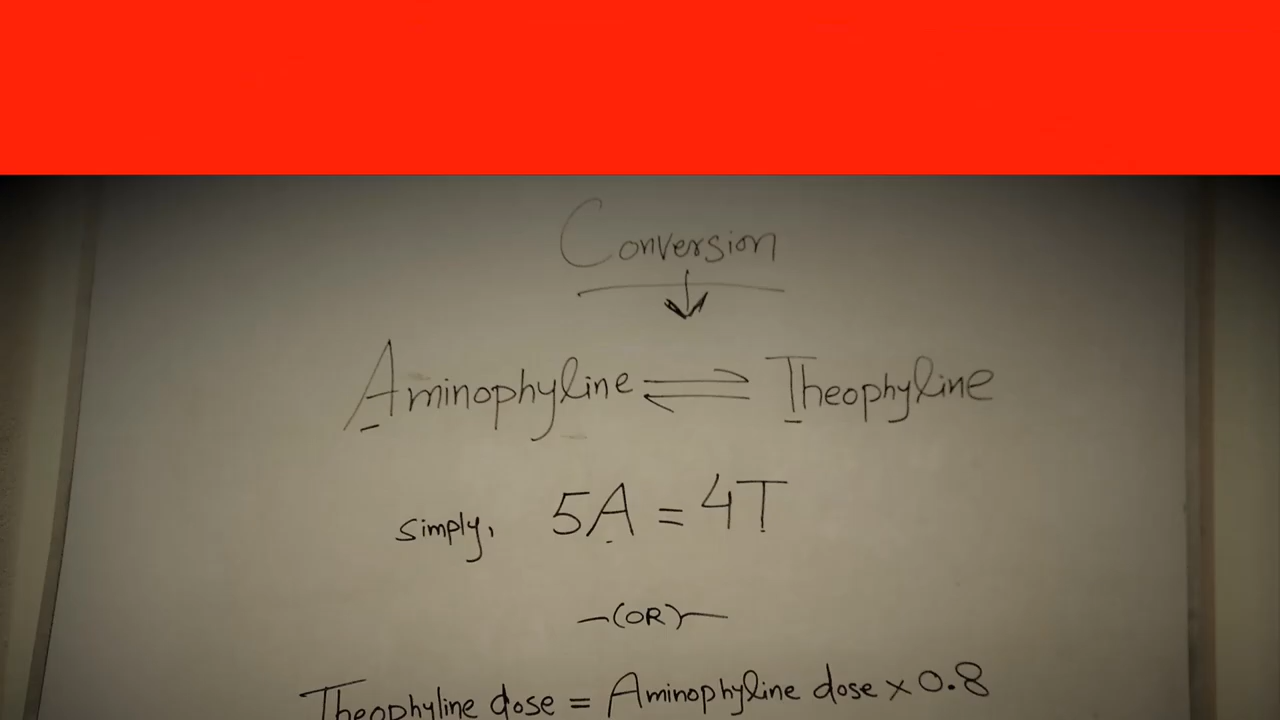 Conversion
Aminophyline ⇌ Theophyline
simply, 5A = 4T
-(OR)-
Theophyline dose = Aminophyline dose × 0.8